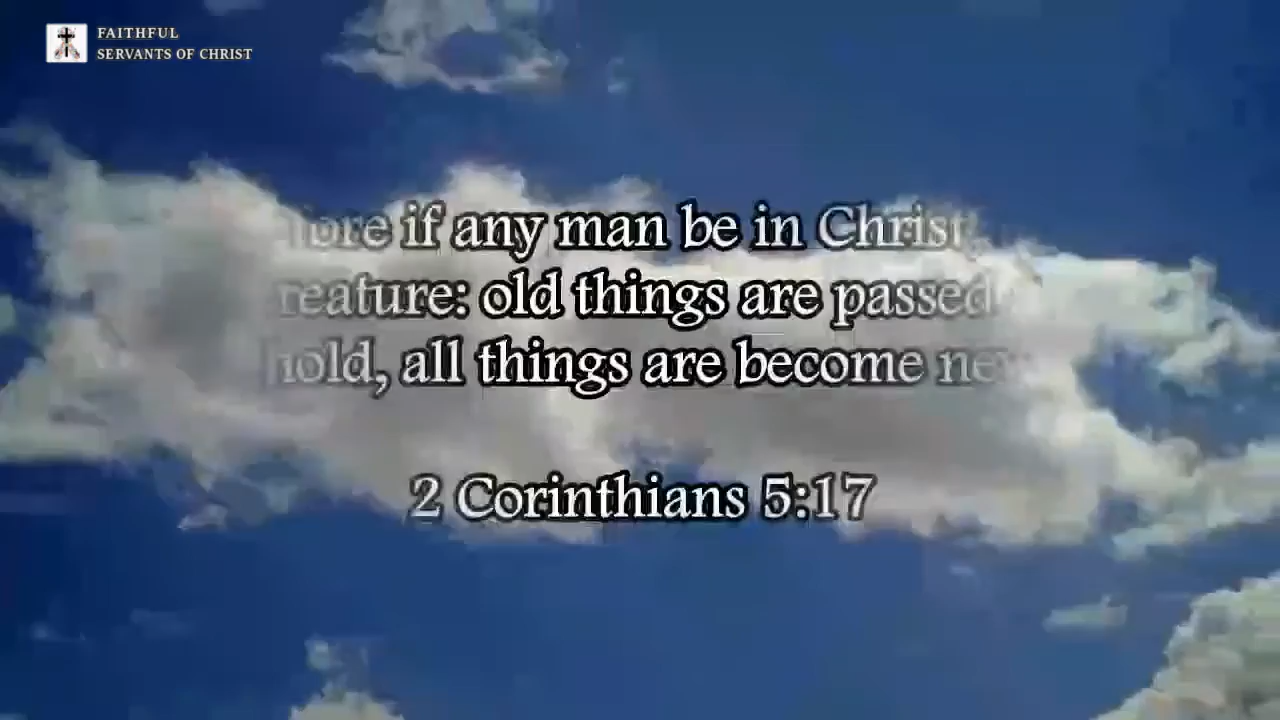 FAITHFUL
SERVANTS OF CHRIST
if any man be in Christ
old things are passed
all things are become
2 Corinthians 5:17